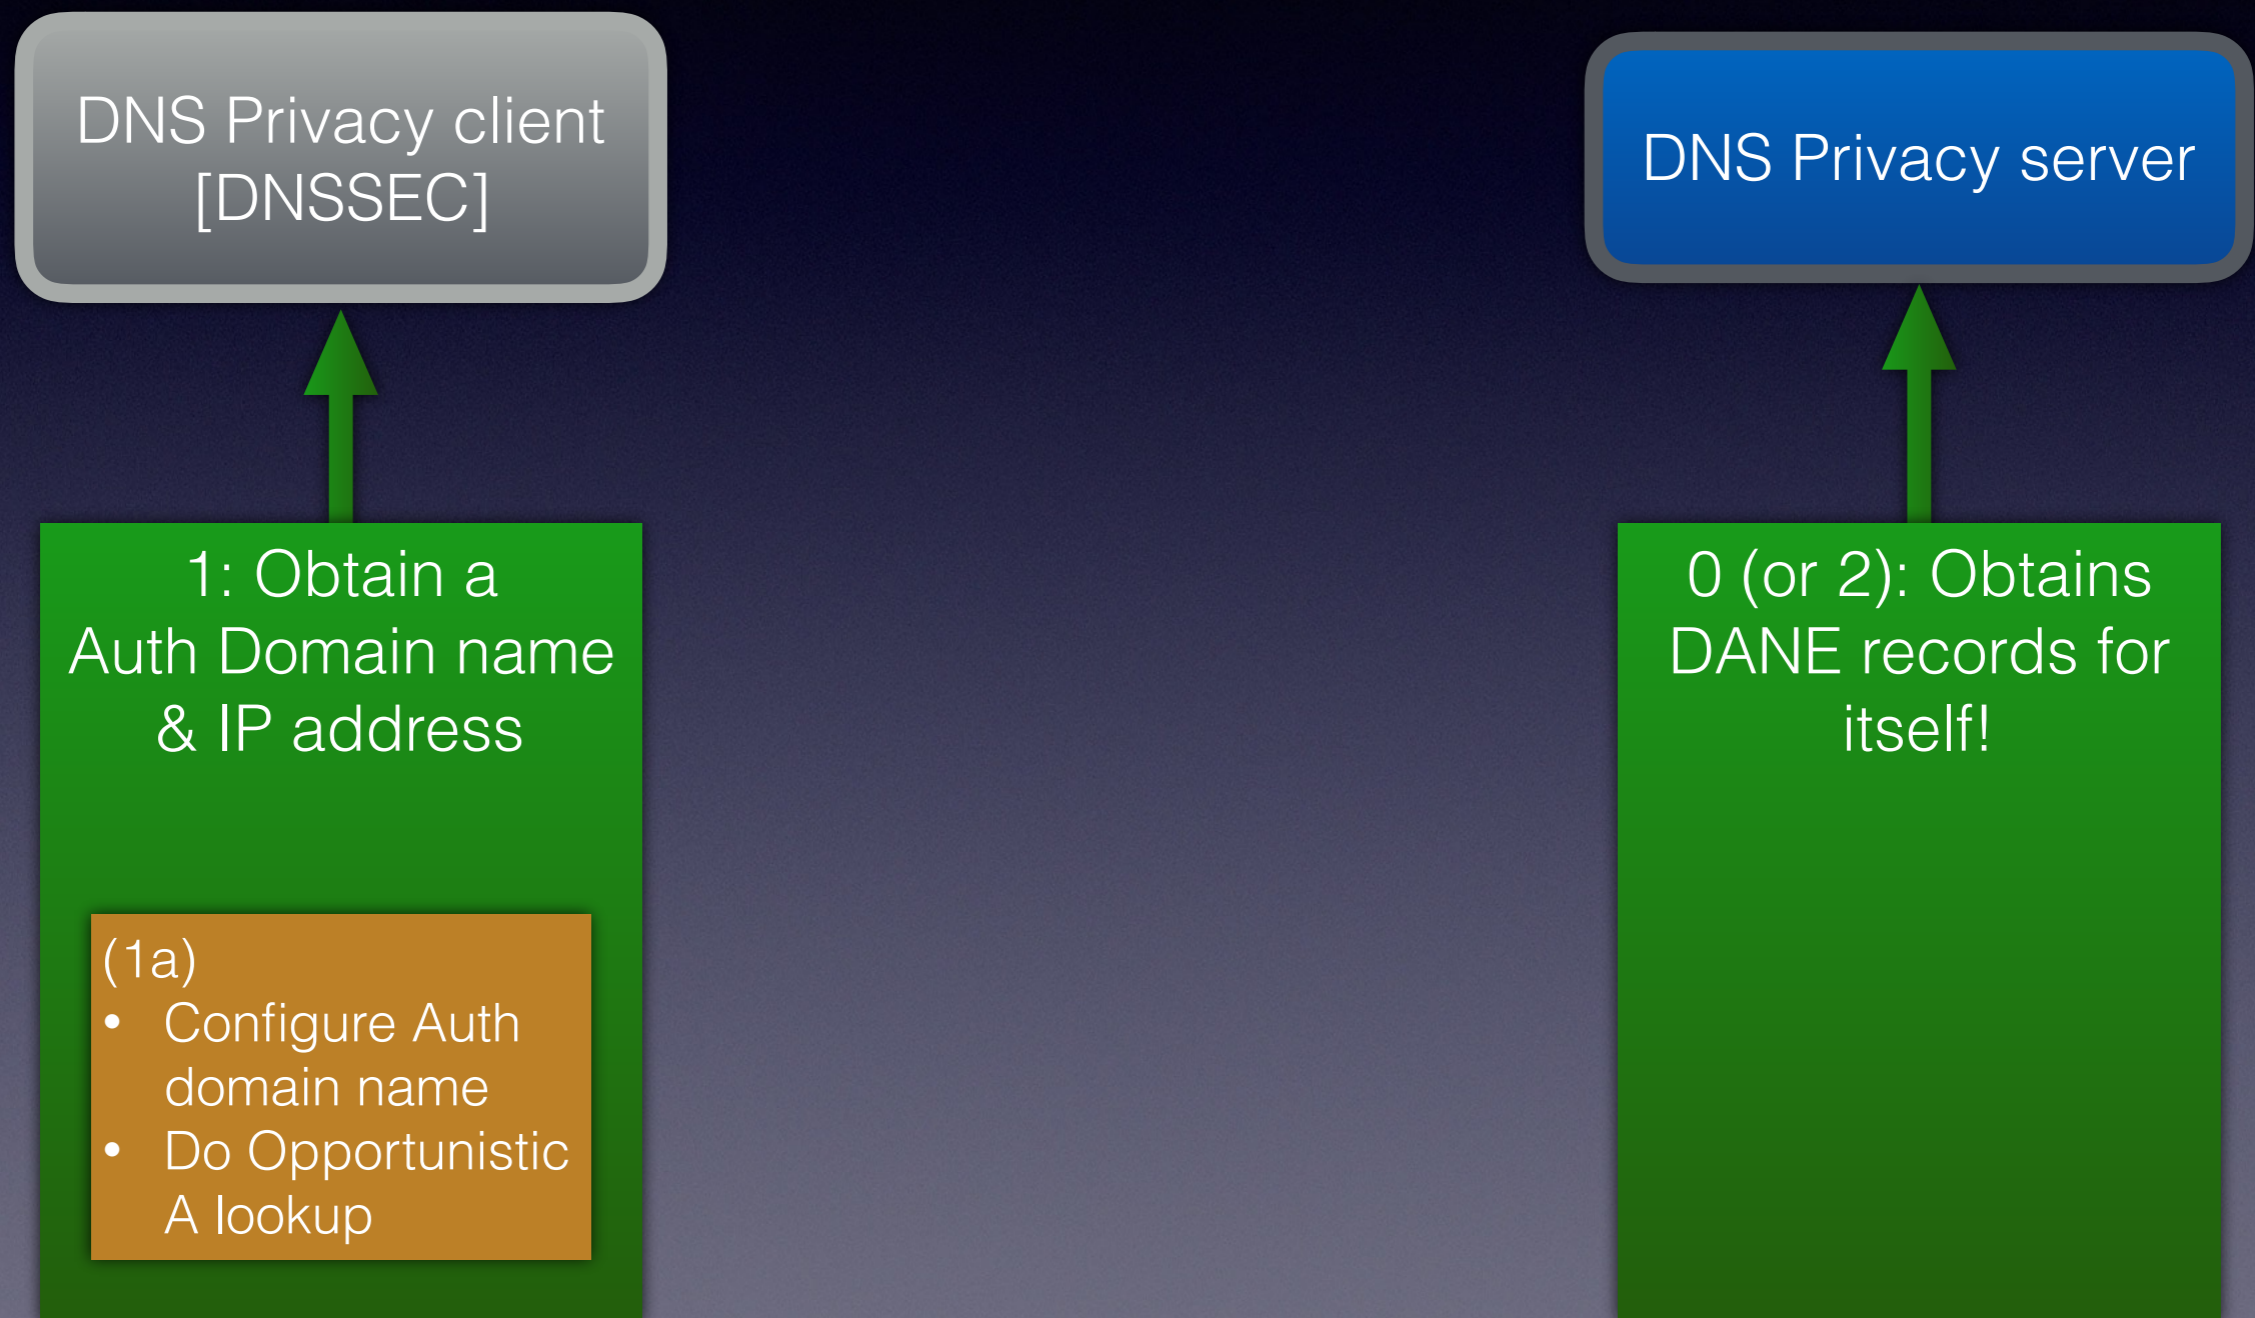 DNS Privacy client
[DNSSEC]
DNS Privacy server
1: Obtain a
Auth Domain name
& IP address
(1a)
• Configure Auth
domain name
• Do Opportunistic
A lookup
0 (or 2): Obtains
DANE records for
itself!